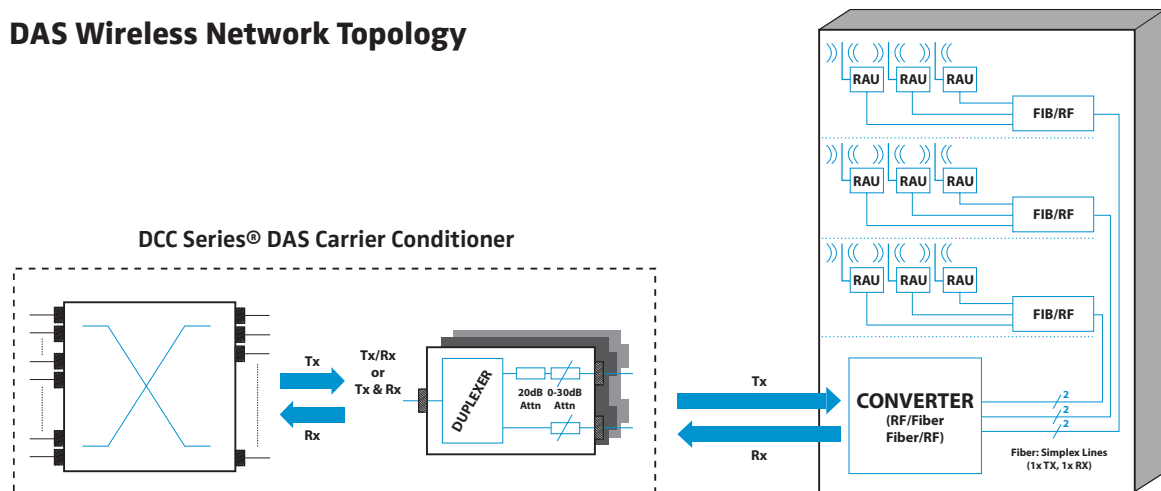 DAS Wireless Network Topology
RAU RAU RAU
FIB/RF
RAU RAU RAU
FIB/RF
RAU RAU RAU
FIB/RF
DCC Series® DAS Carrier Conditioner
Tx
Rx
Tx/Rx
or
Tx & Rx
DUPLEXER
20dB
Attn
0-30dB
Attn
Tx
Rx
CONVERTER
(RF/Fiber
Fiber/RF)
2
2
2
Fiber: Simplex Lines
(1x TX, 1x RX)